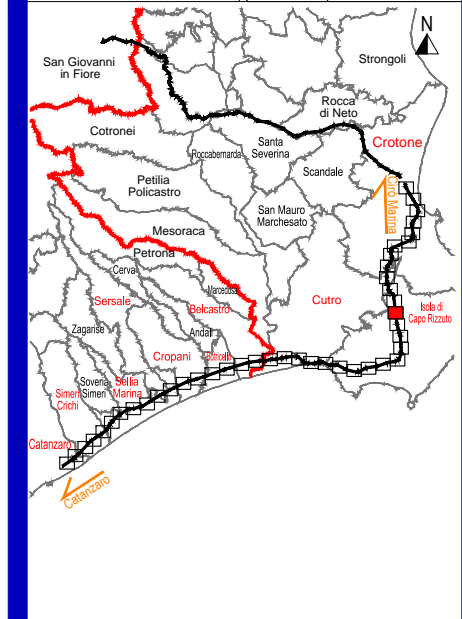 N
San Giovanni
in Fiore
Strongoli
Rocca
di Neto
Cotronei
Crotone
Santa
Severina
Roccabernarda
Scandale
Petilia
Policastro
Ciro Marina
San Mauro
Marchesato
Mesoraca
Petrona
Cerva
Marcedusa
Sersale
Belcastro
Cutro
Isola di
Capo Rizzuto
Zagarise
Andali
Cropani
Botricello
Simeri
Crichi
Soveria
Simeri
Sellia
Marina
Catanzaro
Catanzaro